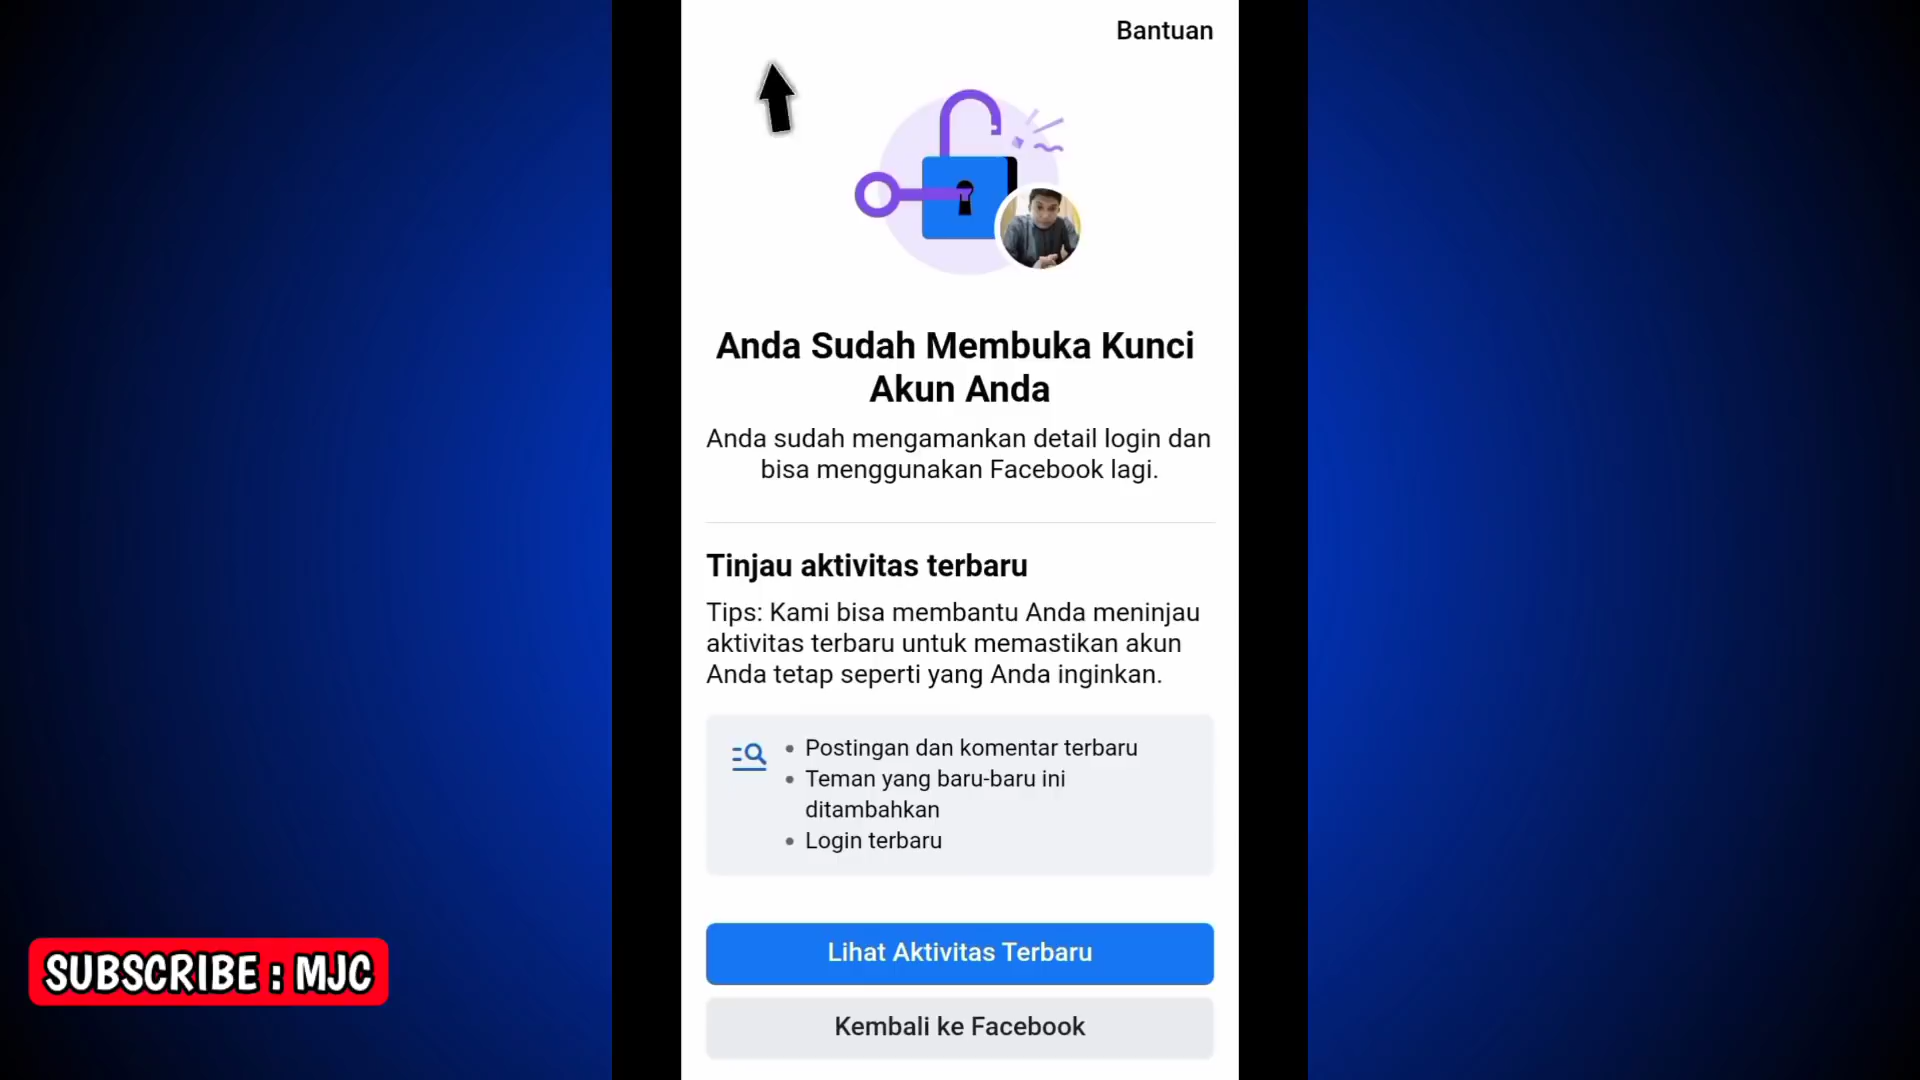 Bantuan
Anda Sudah Membuka Kunci
Akun Anda
Anda sudah mengamankan detail login dan
bisa menggunakan Facebook lagi.
Tinjau aktivitas terbaru
Tips: Kami bisa membantu Anda meninjau
aktivitas terbaru untuk memastikan akun
Anda tetap seperti yang Anda inginkan.
• Postingan dan komentar terbaru
• Teman yang baru-baru ini
ditambahkan
• Login terbaru
Lihat Aktivitas Terbaru
Kembali ke Facebook
SUBSCRIBE : MJC